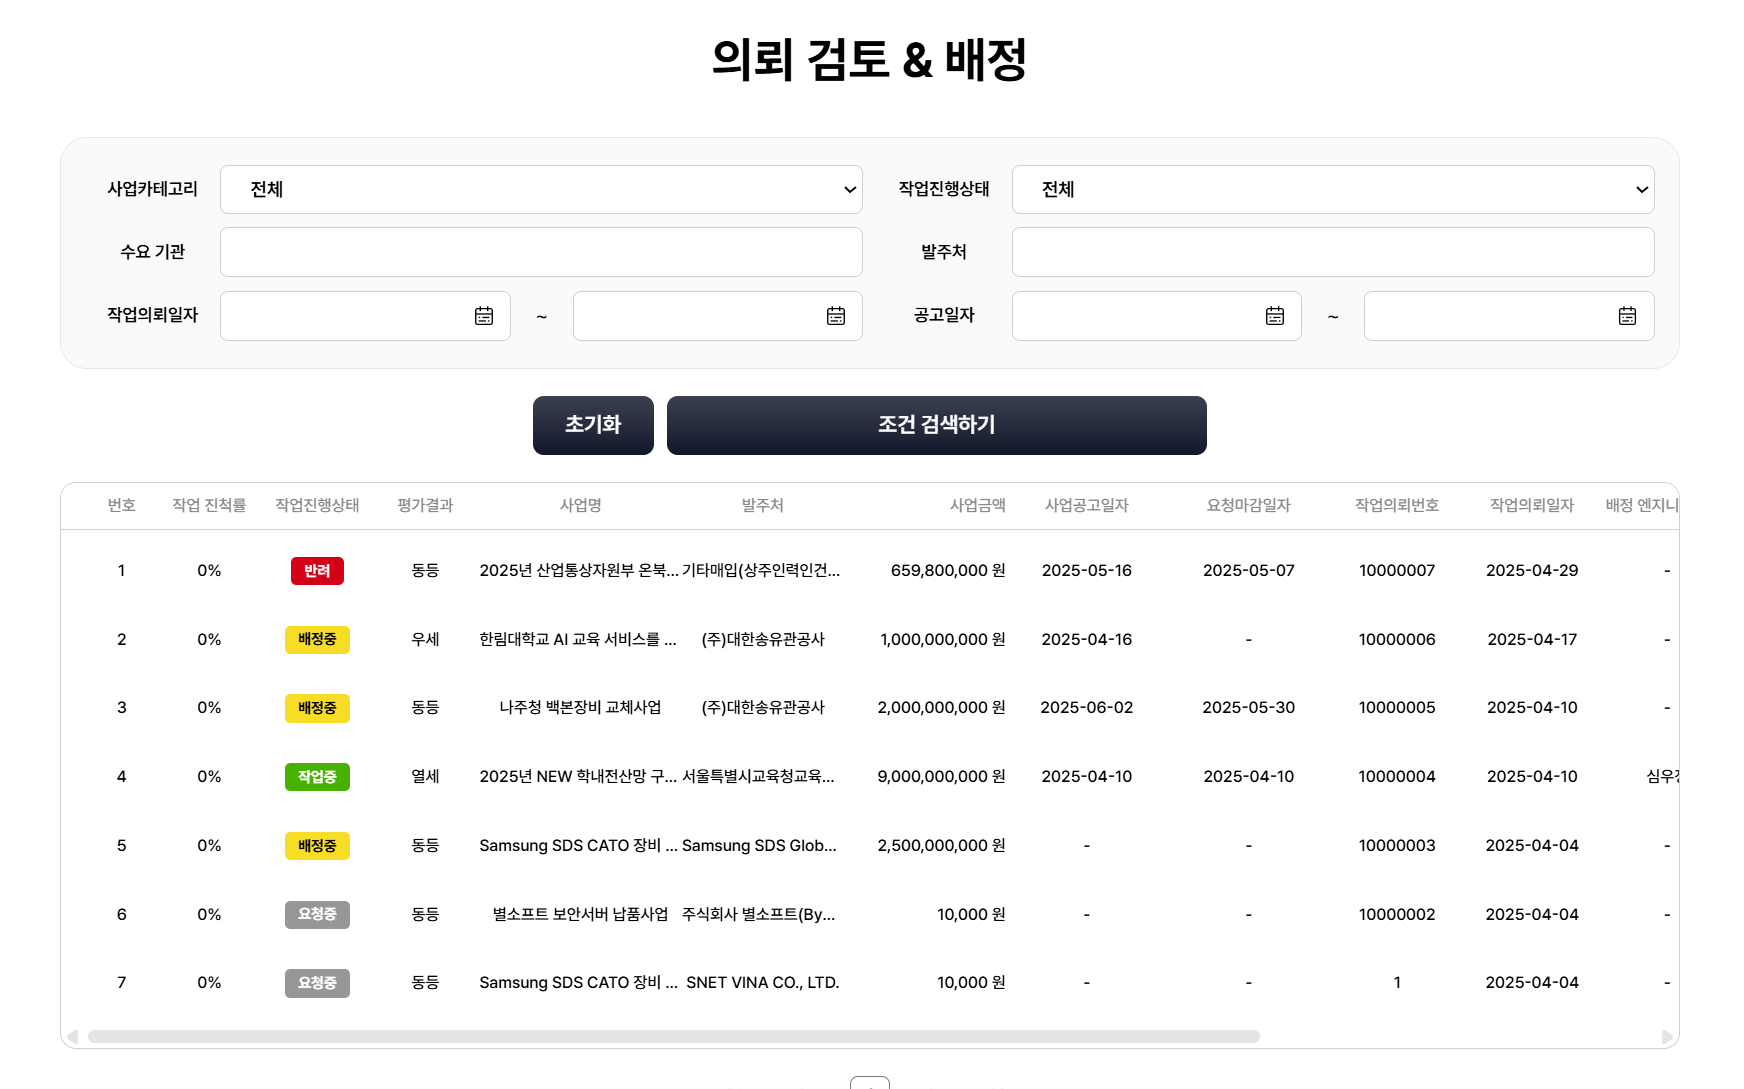 의뢰 검토 & 배정
사업카테고리 전체 작업진행상태 전체
수요 기관 발주처
작업의뢰일자 ~ 공고일자 ~
초기화 조건 검색하기
번호 작업 진척률 작업진행상태 평가결과 사업명 발주처 사업금액 사업공고일자 요청마감일자 작업의뢰번호 작업의뢰일자 배정 엔지니
1 0% 반려 동등 2025년 산업통상자원부 온북... 기타매입(상주인력인건... 659,800,000 원 2025-05-16 2025-05-07 10000007 2025-04-29 -
2 0% 배정중 우세 한림대학교 AI 교육 서비스를 ... (주)대한송유관공사 1,000,000,000 원 2025-04-16 - 10000006 2025-04-17 -
3 0% 배정중 동등 나주청 백본장비 교체사업 (주)대한송유관공사 2,000,000,000 원 2025-06-02 2025-05-30 10000005 2025-04-10 -
4 0% 작업중 열세 2025년 NEW 학내전산망 구... 서울특별시교육청교육... 9,000,000,000 원 2025-04-10 2025-04-10 10000004 2025-04-10 심우
5 0% 배정중 동등 Samsung SDS CATO 장비 ... Samsung SDS Glob... 2,500,000,000 원 - - 10000003 2025-04-04 -
6 0% 요청중 동등 별소프트 보안서버 납품사업 주식회사 별소프트(By... 10,000 원 - - 10000002 2025-04-04 -
7 0% 요청중 동등 Samsung SDS CATO 장비 ... SNET VINA CO., LTD. 10,000 원 - - 1 2025-04-04 -